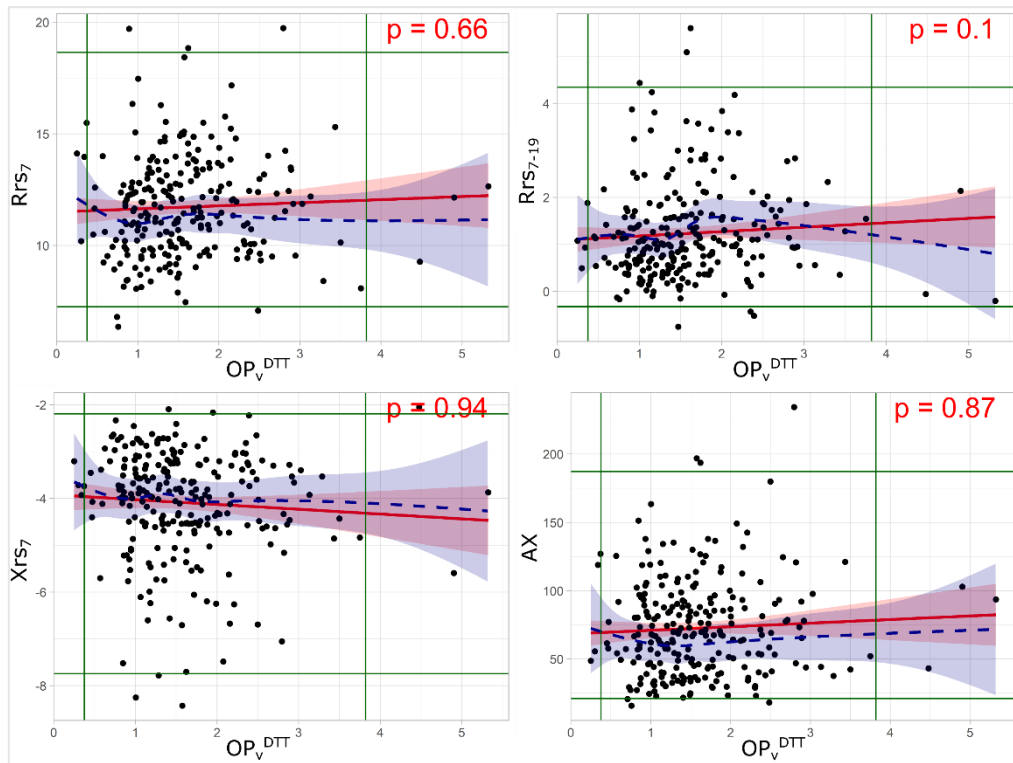 p = 0.66
Rrs7
20
15
10
0 1 2 3 4 5
OPvDTT
p = 0.1
Rrs7-19
4
2
0
0 1 2 3 4 5
OPvDTT
p = 0.94
Xrs7
-2
-4
-6
-8
0 1 2 3 4 5
OPvDTT
p = 0.87
AX
200
150
100
50
0 1 2 3 4 5
OPvDTT